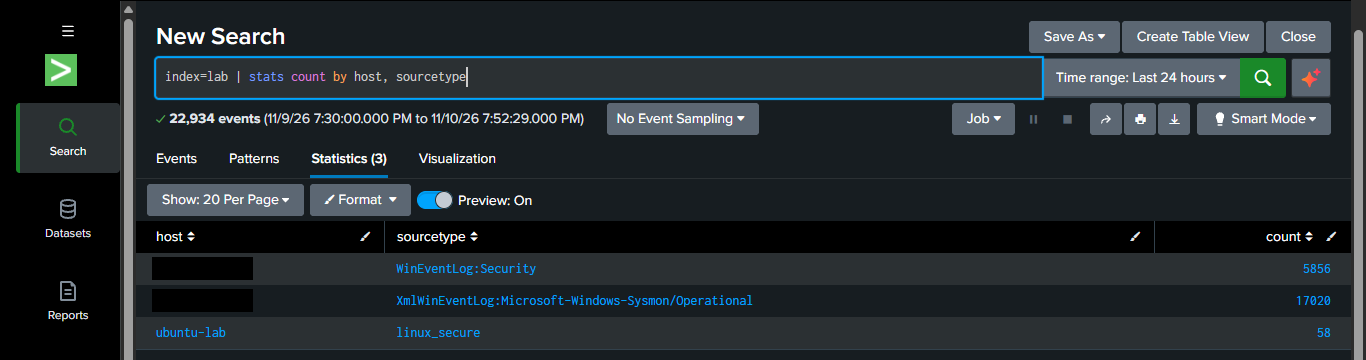 New Search
Save As
Create Table View
Close
index=lab | stats count by host, sourcetype
Time range: Last 24 hours
22,934 events (11/9/26 7:30:00.000 PM to 11/10/26 7:52:29.000 PM)
No Event Sampling
Job
Smart Mode
Search
Events
Patterns
Statistics (3)
Visualization
Show: 20 Per Page
Format
Preview: On
Datasets
host
sourcetype
count
WinEventLog:Security
5856
XmlWinEventLog:Microsoft-Windows-Sysmon/Operational
17020
Reports
ubuntu-lab
linux_secure
58